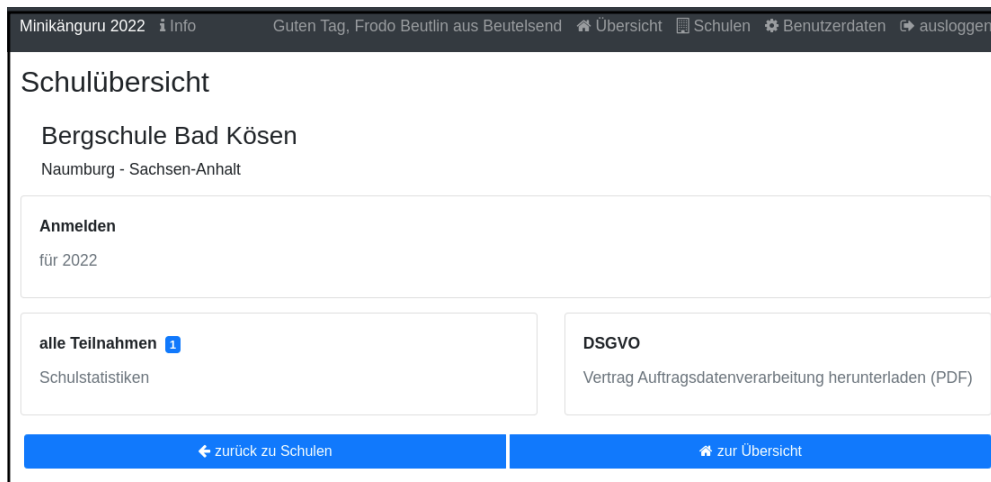 Minikänguru 2022 Info Guten Tag, Frodo Beutlin aus Beutelsend Übersicht Schulen Benutzerdaten ausloggen
Schulübersicht
Bergschule Bad Kösen
Naumburg - Sachsen-Anhalt
Anmelden
für 2022
alle Teilnahmen 1
Schulstatistiken
DSGVO
Vertrag Auftragsdatenverarbeitung herunterladen (PDF)
zurück zu Schulen
zur Übersicht